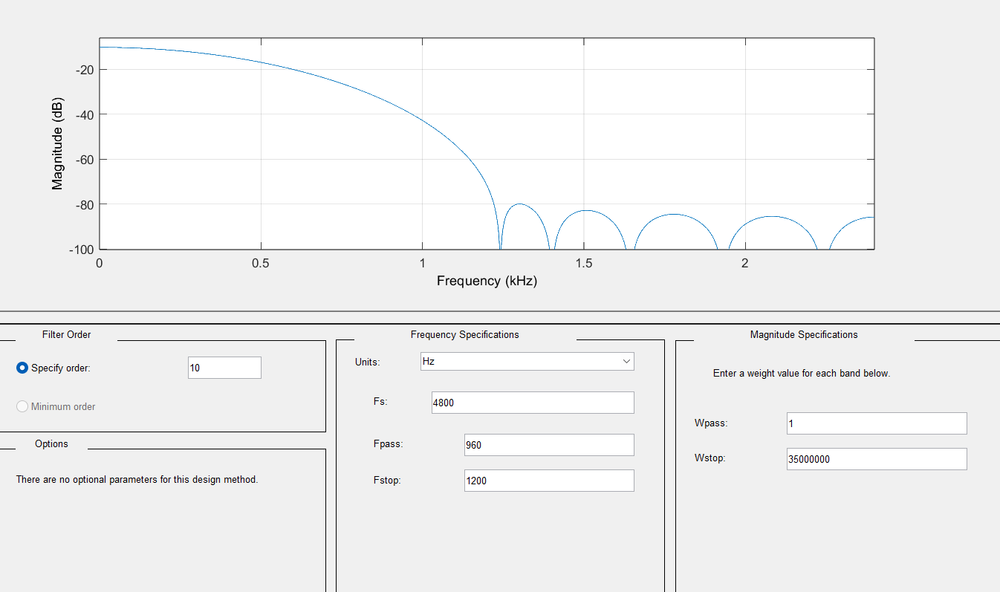 -20
-40
-60
-80
-100
Magnitude (dB)
0 0.5 1 1.5 2
Frequency (kHz)
Filter Order
Specify order: 10
Minimum order
Options
There are no optional parameters for this design method.
Frequency Specifications
Units: Hz
Fs: 4800
Fpass: 960
Fstop: 1200
Magnitude Specifications
Enter a weight value for each band below.
Wpass: 1
Wstop: 35000000